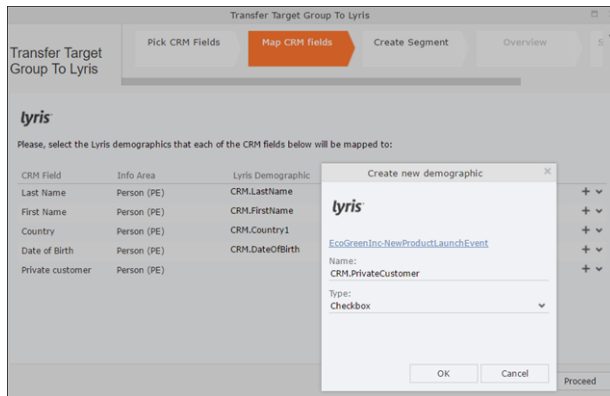 Transfer Target Group To Lyris
Transfer Target
Group To Lyris
Pick CRM Fields
Map CRM fields
Create Segment
Overview
S
lyris
Please, select the Lyris demographics that each of the CRM fields below will be mapped to:
CRM Field Info Area Lyris Demographic
Last Name Person (PE) CRM.LastName
First Name Person (PE) CRM.FirstName
Country Person (PE) CRM.Country1
Date of Birth Person (PE) CRM.DateOfBirth
Private customer Person (PE)
Create new demographic
lyris
EcoGreenInc-NewProductLaunchEvent
Name:
CRM.PrivateCustomer
Type:
Checkbox
OK Cancel
Proceed